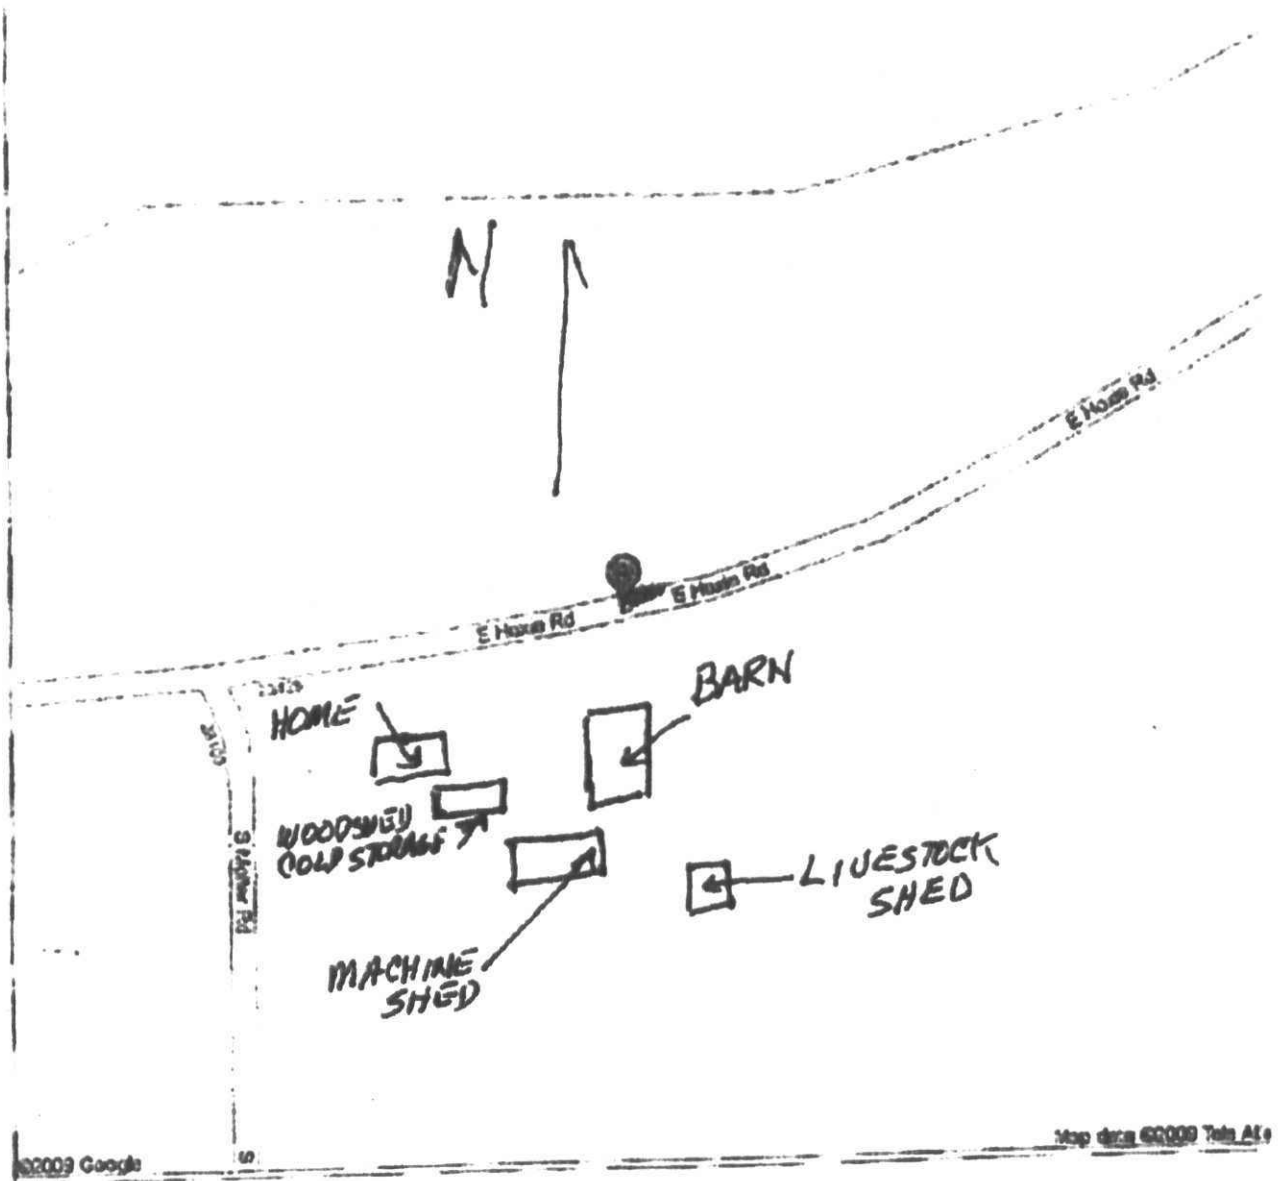 N
E Hoxie Rd
E Hoxie Rd
E Hoxie Rd
BARN
HOME
WOODSHED
COLD STORAGE
LIVESTOCK
SHED
MACHINE
SHED
S
©2009 Google
Map data ©2009 Tele Atla